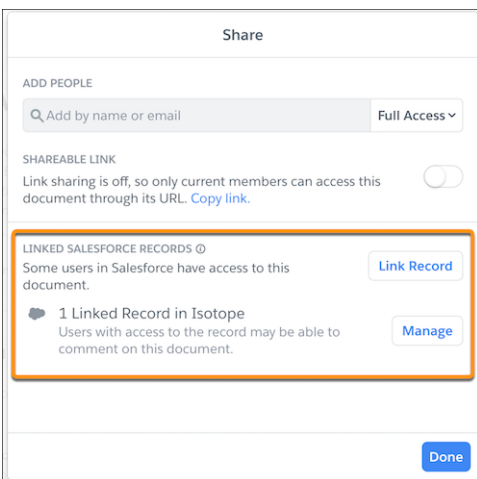 Share
ADD PEOPLE
Add by name or email
Full Access
SHAREABLE LINK
Link sharing is off, so only current members can access this
document through its URL. Copy link.
LINKED SALESFORCE RECORDS
Some users in Salesforce have access to this
document.
Link Record
1 Linked Record in Isotope
Users with access to the record may be able to
comment on this document.
Manage
Done